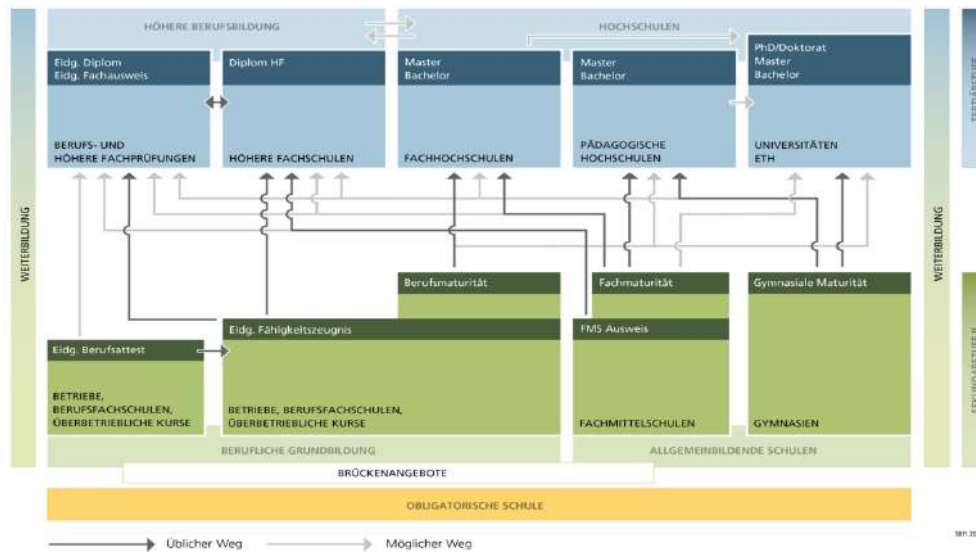 HÖHERE BERUFSBILDUNG
HOCHSCHULEN
Eidg. Diplom
Eidg. Fachausweis
Diplom HF
Master
Bachelor
Master
Bachelor
PhD/Doktorat
Master
Bachelor
BERUFS- UND
HÖHERE FACHPRÜFUNGEN
HÖHERE FACHSCHULEN
FACHHOCHSCHULEN
PÄDAGOGISCHE
HOCHSCHULEN
UNIVERSITÄTEN
ETH
TERTIÄRSTUFE
WEITERBILDUNG
WEITERBILDUNG
Berufsmaturität
Fachmaturität
Gymnasiale Maturität
Eidg. Fähigkeitszeugnis
FMS Ausweis
Eidg. Berufsattest
BETRIEBE,
BERUFSFACHSCHULEN,
ÜBERBETRIEBLICHE KURSE
BETRIEBE, BERUFSFACHSCHULEN,
ÜBERBETRIEBLICHE KURSE
FACHMITTELSCHULEN
GYMNASIEN
SEKUNDARSTUFE II
BERUFLICHE GRUNDBILDUNG
ALLGEMEINBILDENDE SCHULEN
BRÜCKENANGEBOTE
OBLIGATORISCHE SCHULE
Üblicher Weg
Möglicher Weg